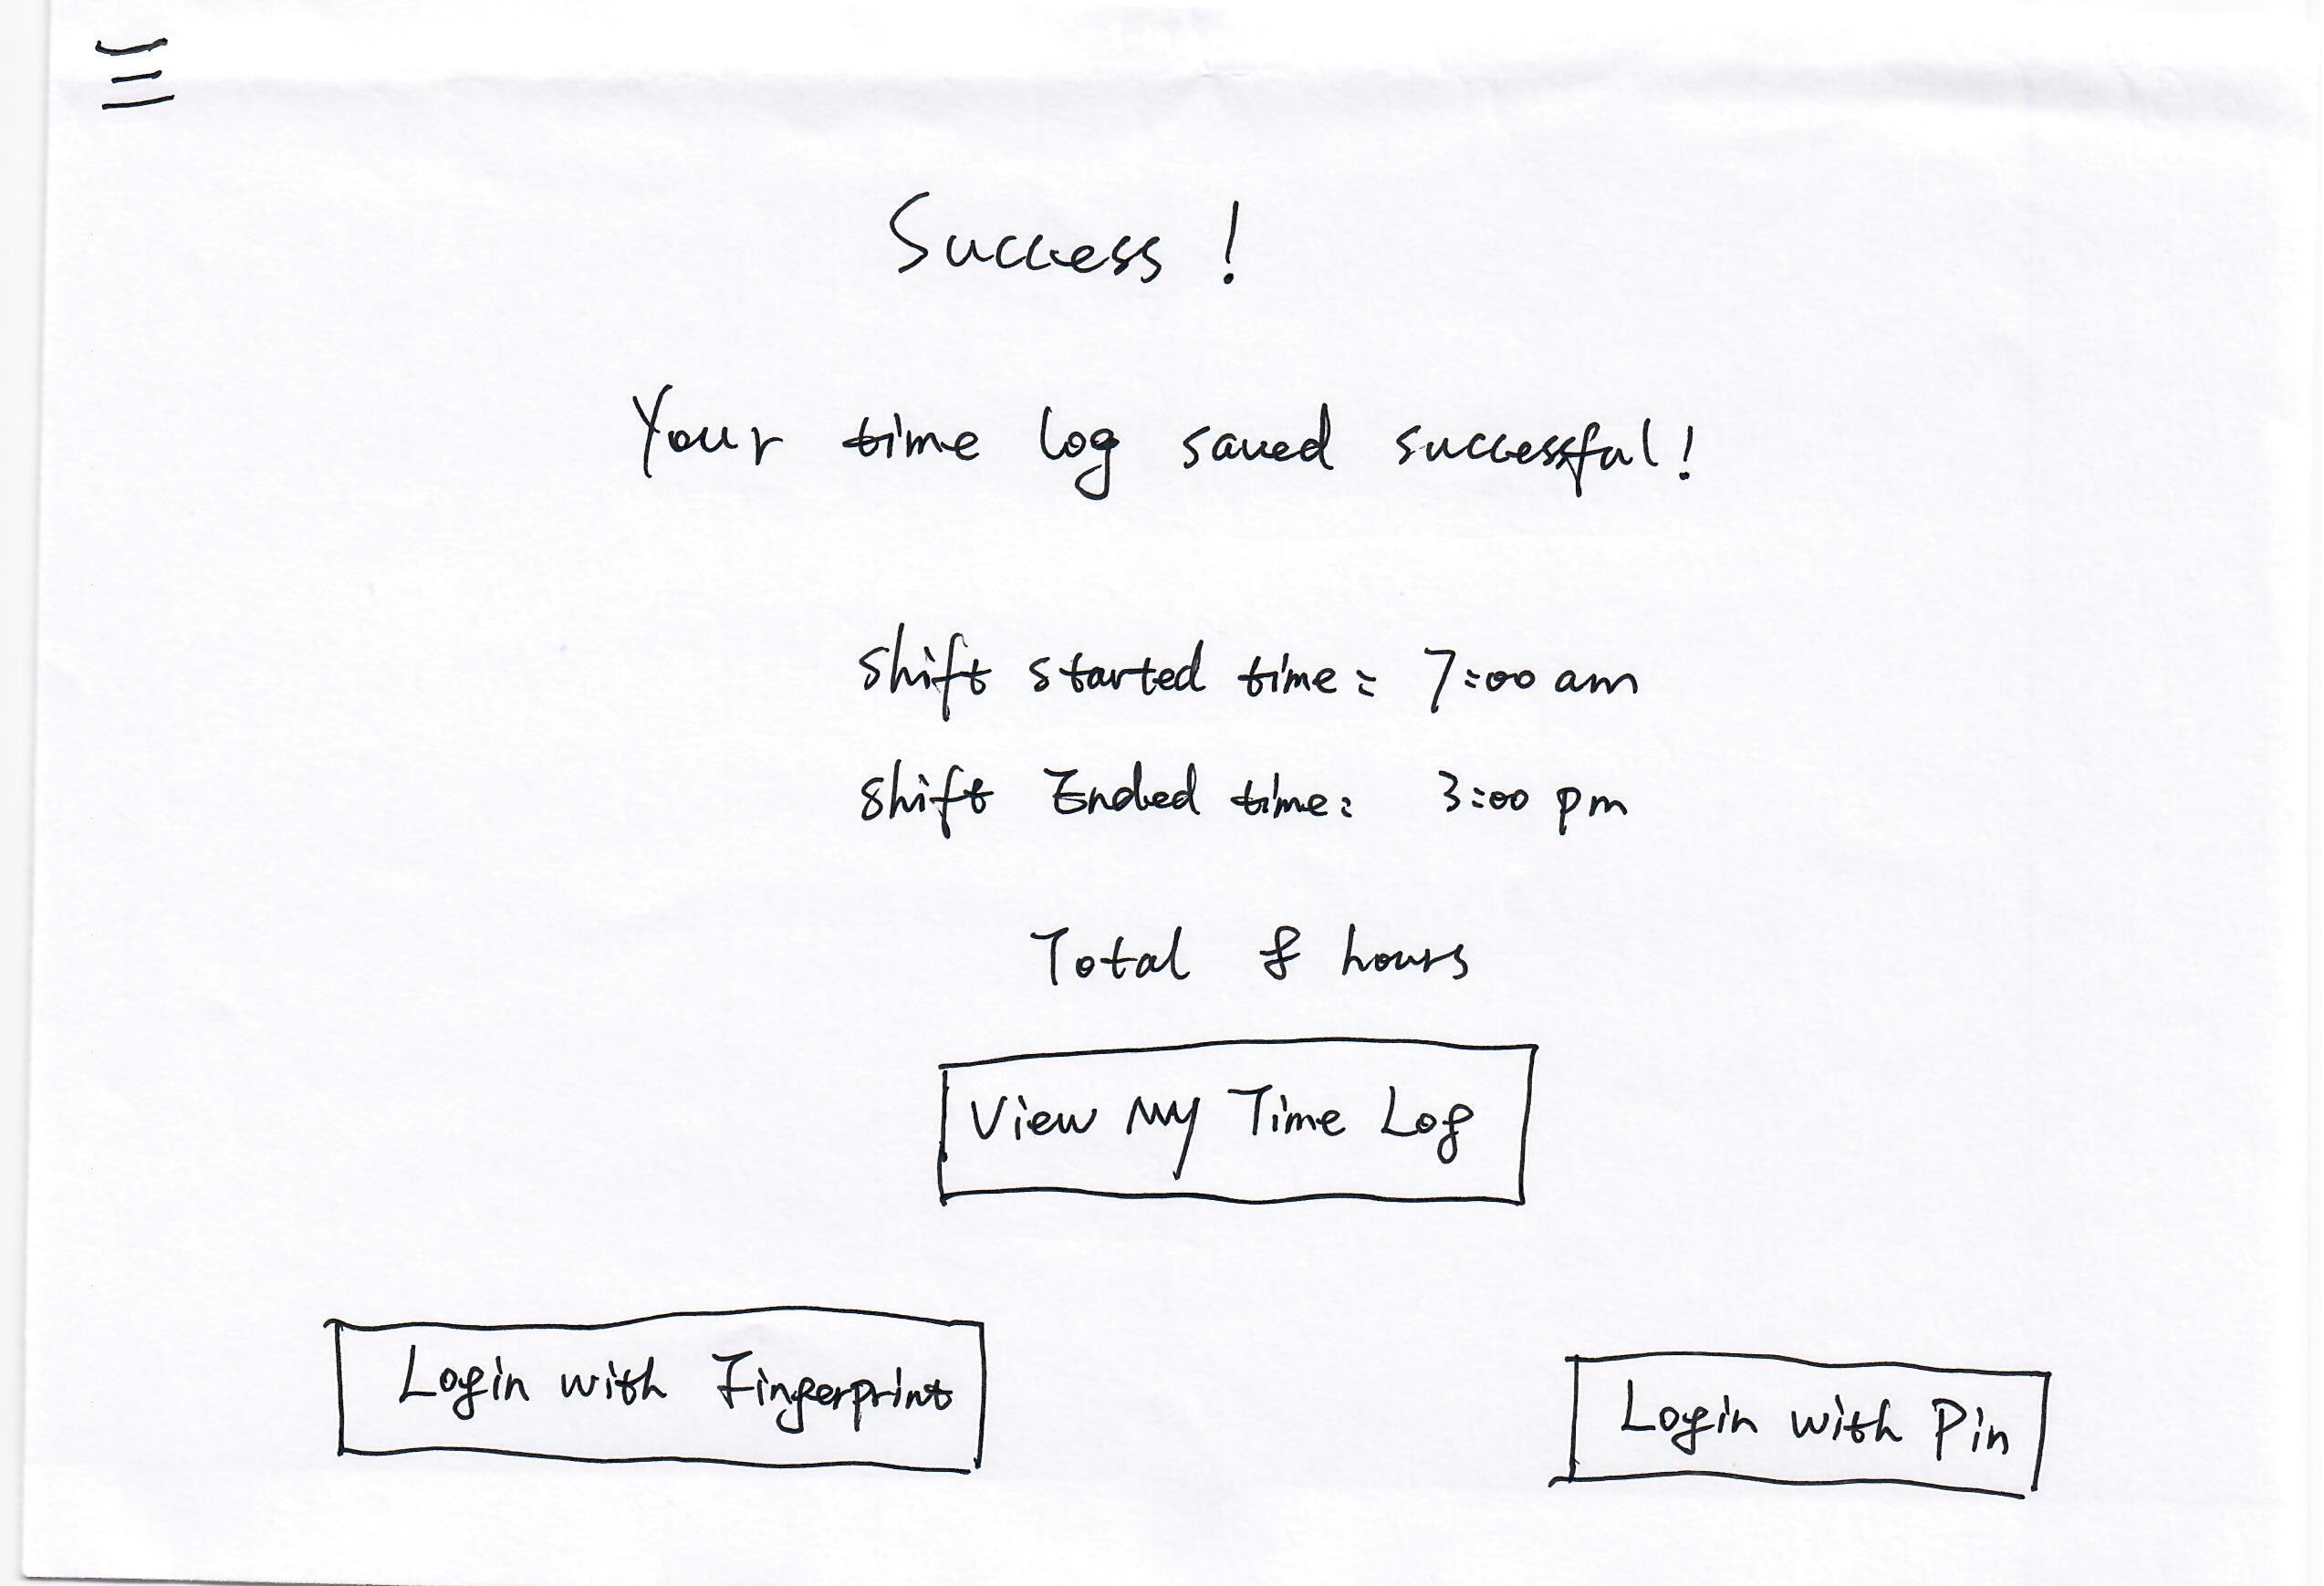 Success !
Your time log saved successful!
shift started time: 7:00 am
shift Ended time: 3:00 pm
Total 8 hours
View My Time Log
Login with Fingerprint
Login with Pin